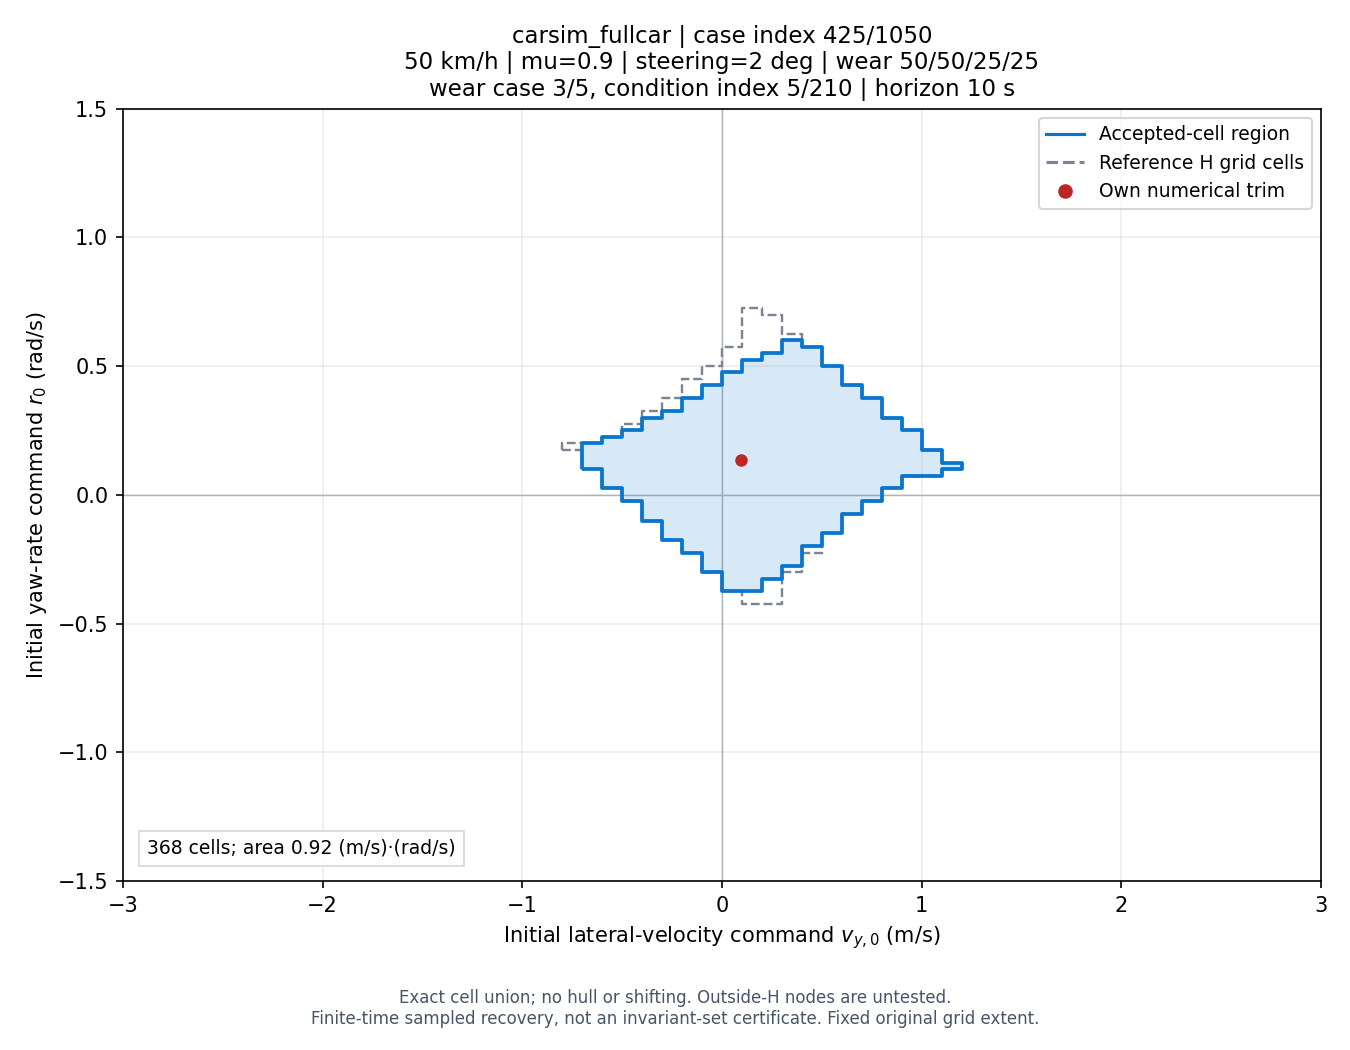 carsim_fullcar | case index 425/1050
50 km/h | mu=0.9 | steering=2 deg | wear 50/50/25/25
wear case 3/5, condition index 5/210 | horizon 10 s
Accepted-cell region
Reference H grid cells
Own numerical trim
1.5
1.0
0.5
0.0
−0.5
−1.0
−1.5
Initial yaw-rate command r₀ (rad/s)
368 cells; area 0.92 (m/s)·(rad/s)
−3
−2
−1
0
1
2
3
Initial lateral-velocity command v_{y,0} (m/s)
Exact cell union; no hull or shifting. Outside-H nodes are untested.
Finite-time sampled recovery, not an invariant-set certificate. Fixed original grid extent.